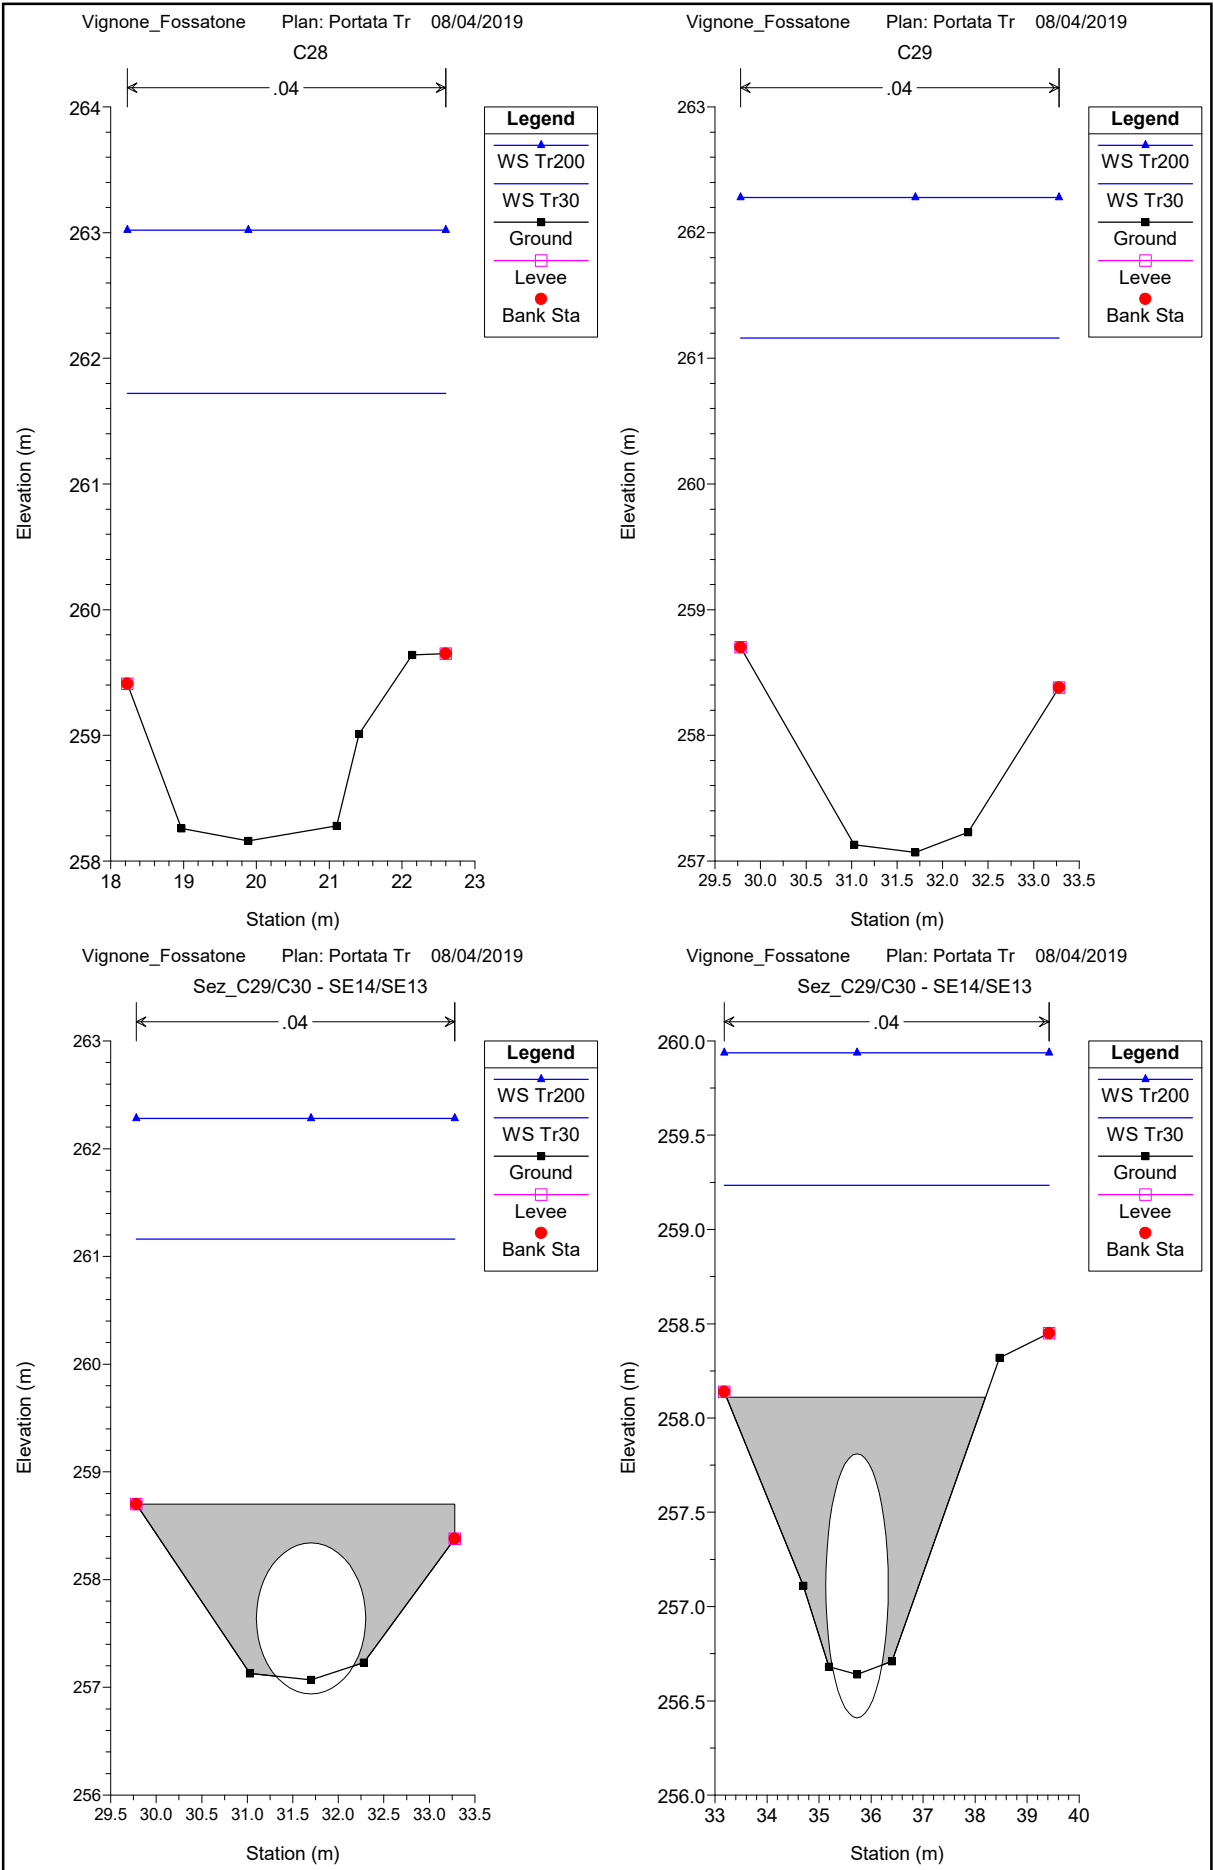 Vignone_Fossatone Plan: Portata Tr 08/04/2019
C28
.04
264
263
262
261
260
259
258
18 19 20 21 22 23
Elevation (m)
Station (m)
Legend
WS Tr200
WS Tr30
Ground
Levee
Bank Sta
Vignone_Fossatone Plan: Portata Tr 08/04/2019
C29
.04
263
262
261
260
259
258
257
29.5 30.0 30.5 31.0 31.5 32.0 32.5 33.0 33.5
Elevation (m)
Station (m)
Legend
WS Tr200
WS Tr30
Ground
Levee
Bank Sta
Vignone_Fossatone Plan: Portata Tr 08/04/2019
Sez_C29/C30 - SE14/SE13
.04
263
262
261
260
259
258
257
256
29.5 30.0 30.5 31.0 31.5 32.0 32.5 33.0 33.5
Elevation (m)
Station (m)
Legend
WS Tr200
WS Tr30
Ground
Levee
Bank Sta
Vignone_Fossatone Plan: Portata Tr 08/04/2019
Sez_C29/C30 - SE14/SE13
.04
260.0
259.5
259.0
258.5
258.0
257.5
257.0
256.5
256.0
33 34 35 36 37 38 39 40
Elevation (m)
Station (m)
Legend
WS Tr200
WS Tr30
Ground
Levee
Bank Sta